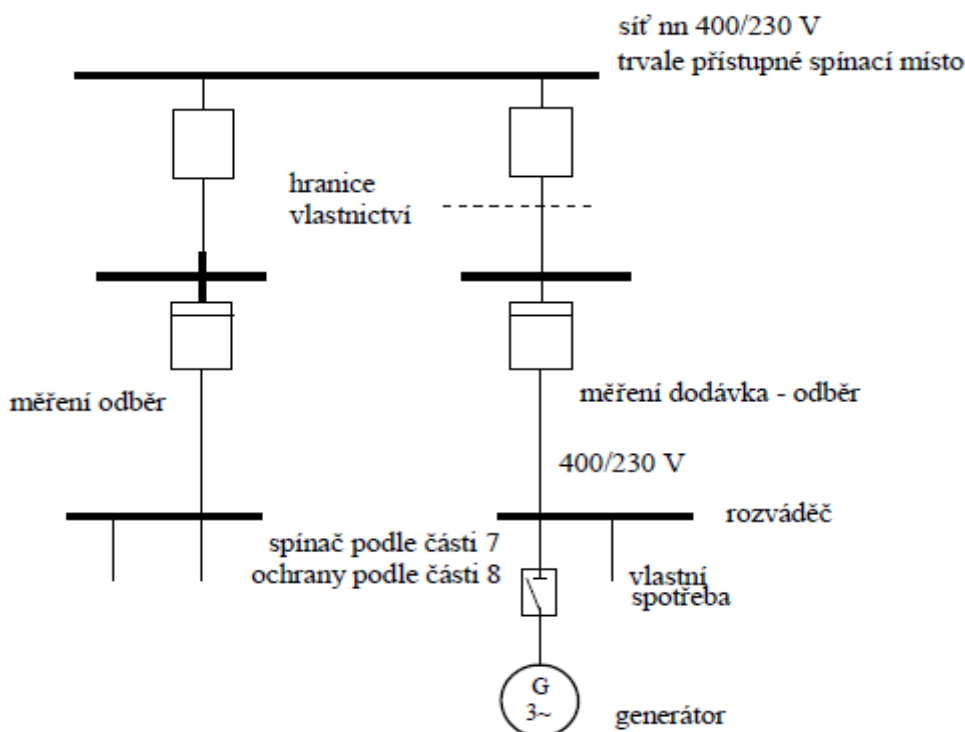 síť nn 400/230 V
trvale přístupné spínací místo
hranice
vlastnictví
měření odběr
měření dodávka - odběr
400/230 V
rozváděč
spínač podle části 7
ochrany podle části 8
vlastní
spotřeba
G
3~
generátor